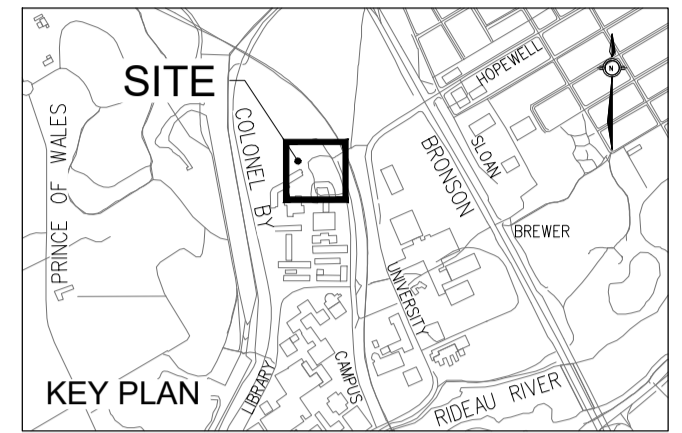 HOPEWELL
N
SITE
PRINCE OF WALES
COLONEL BY
BRONSON
SLOAN
BREWER
UNIVERSITY
LIBRARY
CAMPUS
KEY PLAN
RIDEAU RIVER